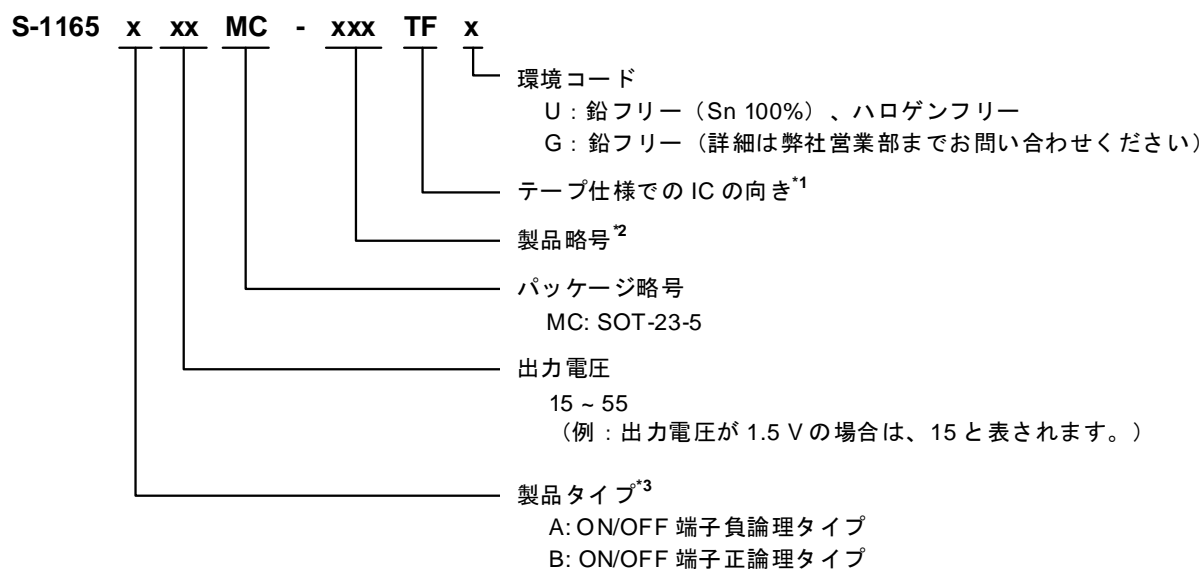 S-1165 x xx MC - xxx TF x
環境コード
U：鉛フリー（Sn 100%）、ハロゲンフリー
G：鉛フリー（詳細は弊社営業部までお問い合わせください）
テープ仕様での IC の向き*1
製品略号*2
パッケージ略号
MC: SOT-23-5
出力電圧
15 ~ 55
（例：出力電圧が 1.5 V の場合は、15 と表されます。）
製品タイプ*3
A: ON/OFF 端子負論理タイプ
B: ON/OFF 端子正論理タイプ